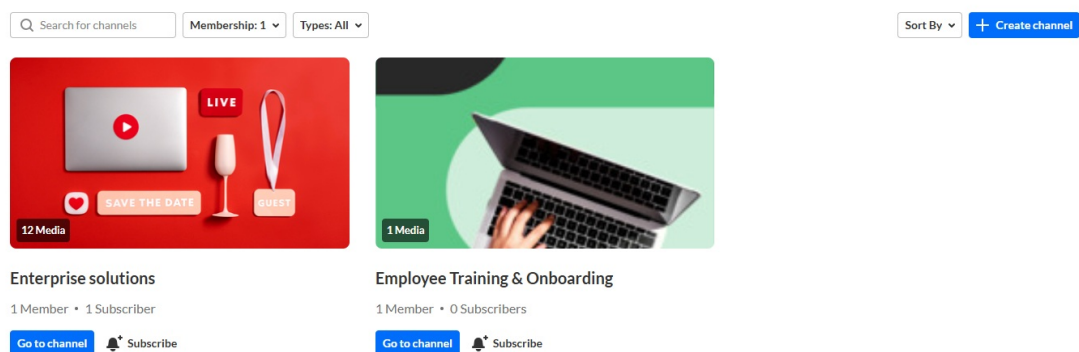 Search for channels
Membership: 1
Types: All
Sort By
Create channel
LIVE
SAVE THE DATE
GUEST
12 Media
1 Media
Enterprise solutions
Employee Training & Onboarding
1 Member • 1 Subscriber
1 Member • 0 Subscribers
Go to channel
Subscribe
Go to channel
Subscribe